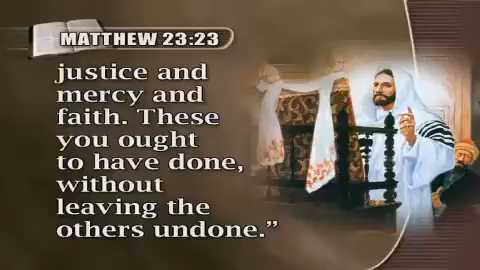 MATTHEW 23:23
justice and
mercy and
faith. These
you ought
to have done,
without
leaving the
others undone.”